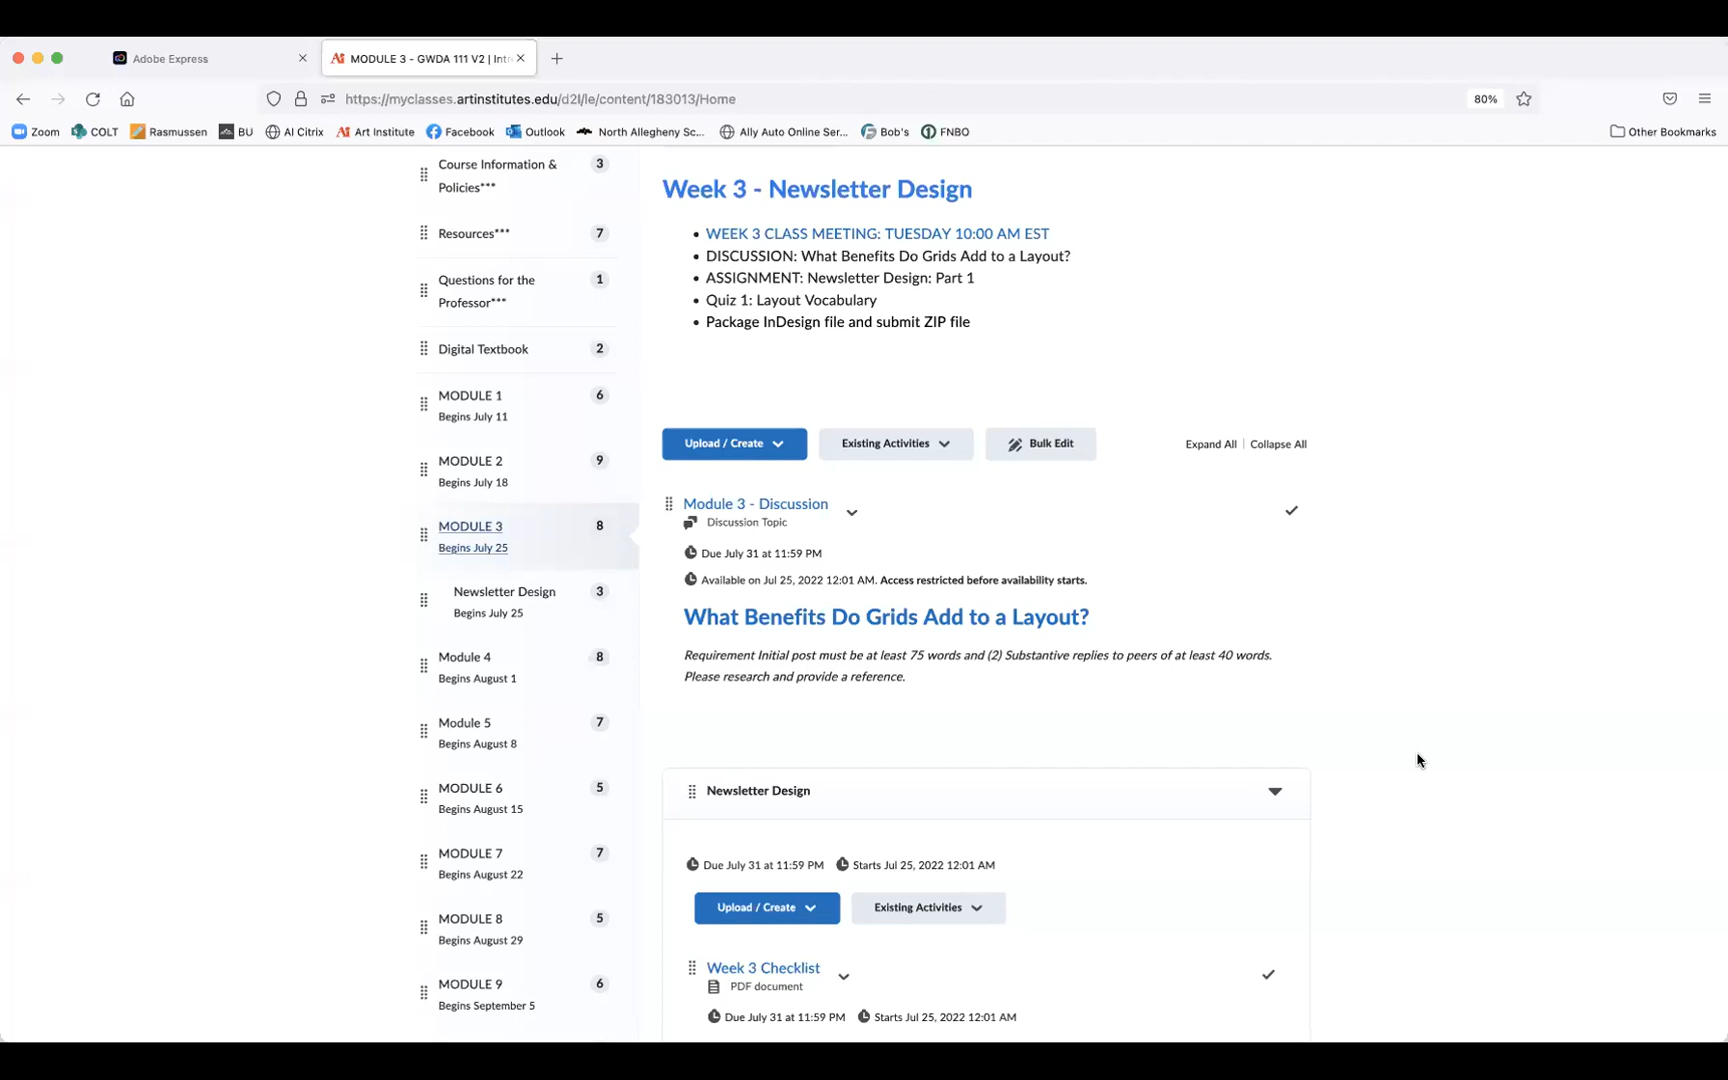 Adobe Express
MODULE 3 - GWDA 111 V2 | Intr
https://myclasses.artinstitutes.edu/d2l/le/content/183013/Home
80%
Zoom
COLT
Rasmussen
BU
AI Citrix
Art Institute
Facebook
Outlook
North Allegheny Sc...
Ally Auto Online Ser...
Bob's
FNBO
Other Bookmarks
Course Information &
Policies***
3
Resources***
7
Questions for the
Professor***
1
Digital Textbook
2
MODULE 1
6
Begins July 11
MODULE 2
9
Begins July 18
MODULE 3
8
Begins July 25
Newsletter Design
3
Begins July 25
Module 4
8
Begins August 1
Module 5
7
Begins August 8
MODULE 6
5
Begins August 15
MODULE 7
7
Begins August 22
MODULE 8
5
Begins August 29
MODULE 9
6
Begins September 5
Week 3 - Newsletter Design
• WEEK 3 CLASS MEETING: TUESDAY 10:00 AM EST
• DISCUSSION: What Benefits Do Grids Add to a Layout?
• ASSIGNMENT: Newsletter Design: Part 1
• Quiz 1: Layout Vocabulary
• Package InDesign file and submit ZIP file
Upload / Create
Existing Activities
Bulk Edit
Expand All | Collapse All
Module 3 - Discussion
Discussion Topic
Due July 31 at 11:59 PM
Available on Jul 25, 2022 12:01 AM. Access restricted before availability starts.
What Benefits Do Grids Add to a Layout?
Requirement Initial post must be at least 75 words and (2) Substantive replies to peers of at least 40 words.
Please research and provide a reference.
Newsletter Design
Due July 31 at 11:59 PM
Starts Jul 25, 2022 12:01 AM
Upload / Create
Existing Activities
Week 3 Checklist
PDF document
Due July 31 at 11:59 PM
Starts Jul 25, 2022 12:01 AM